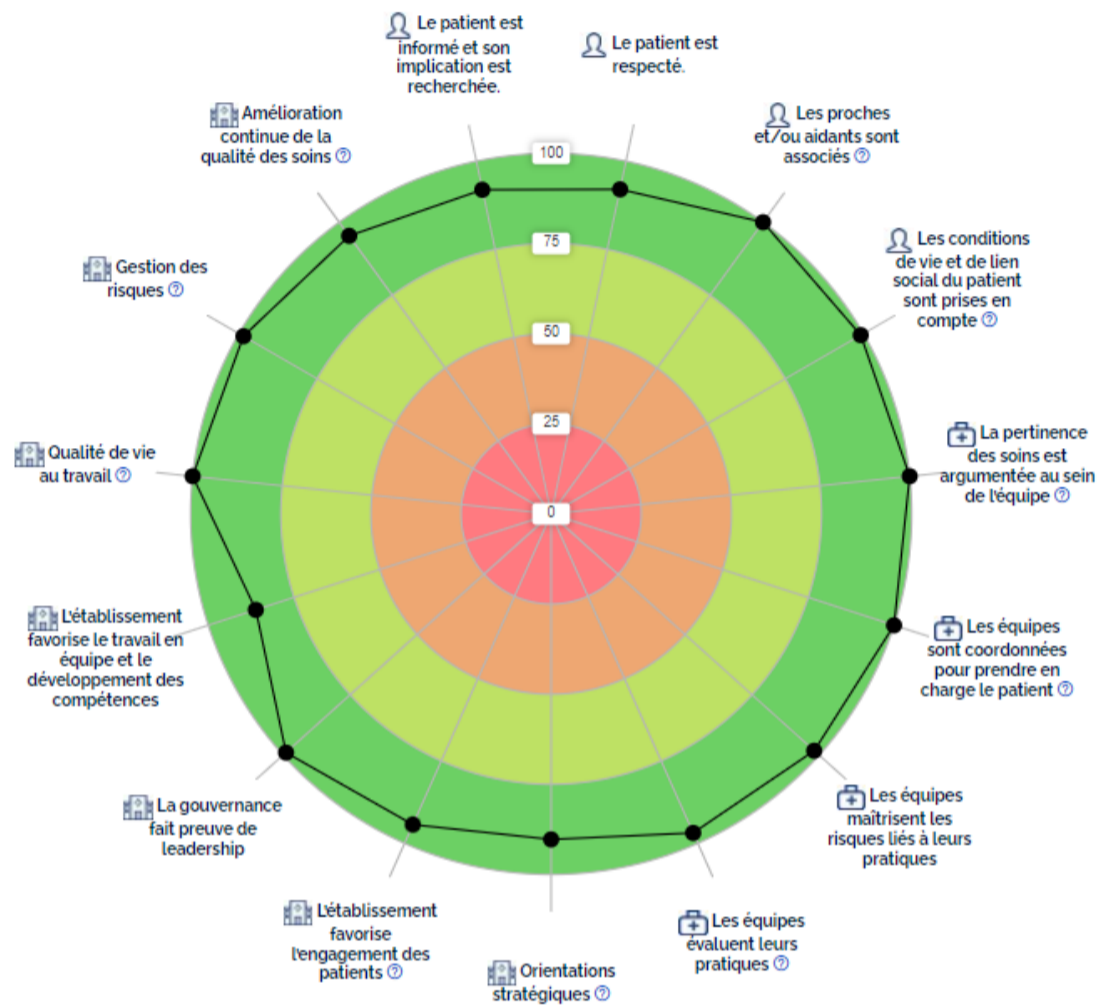 Le patient est
informé et son
implication est
recherchée.
Le patient est
respecté.
Les proches
et/ou aidants sont
associés ?
Les conditions
de vie et de lien
social du patient
sont prises en
compte ?
La pertinence
des soins est
argumentée au sein
de l'équipe ?
Les équipes
sont coordonnées
pour prendre en
charge le patient ?
Les équipes
maîtrisent les
risques liés à leurs
pratiques
Les équipes
évaluent leurs
pratiques ?
Orientations
stratégiques ?
L'établissement
favorise
l'engagement des
patients ?
La gouvernance
fait preuve de
leadership
L'établissement
favorise le travail en
équipe et le
développement des
compétences
Qualité de vie
au travail ?
Gestion des
risques ?
Amélioration
continue de la
qualité des soins ?
100
75
50
25
0